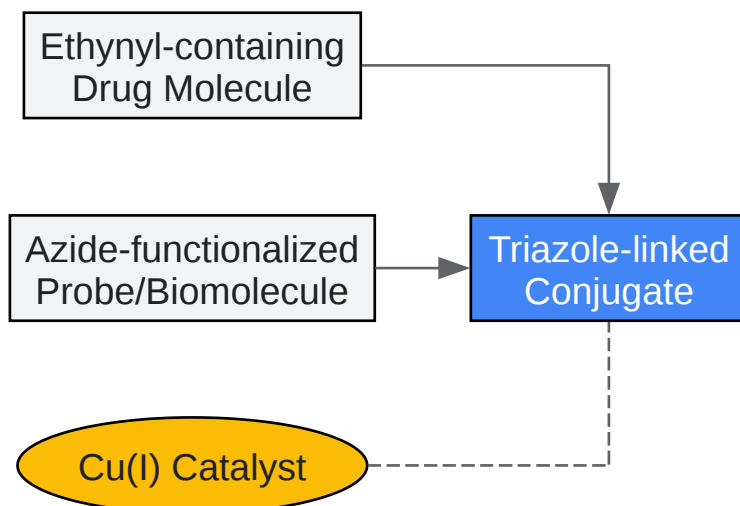 Ethynyl-containing
Drug Molecule
Azide-functionalized
Probe/Biomolecule
Triazole-linked
Conjugate
Cu(I) Catalyst